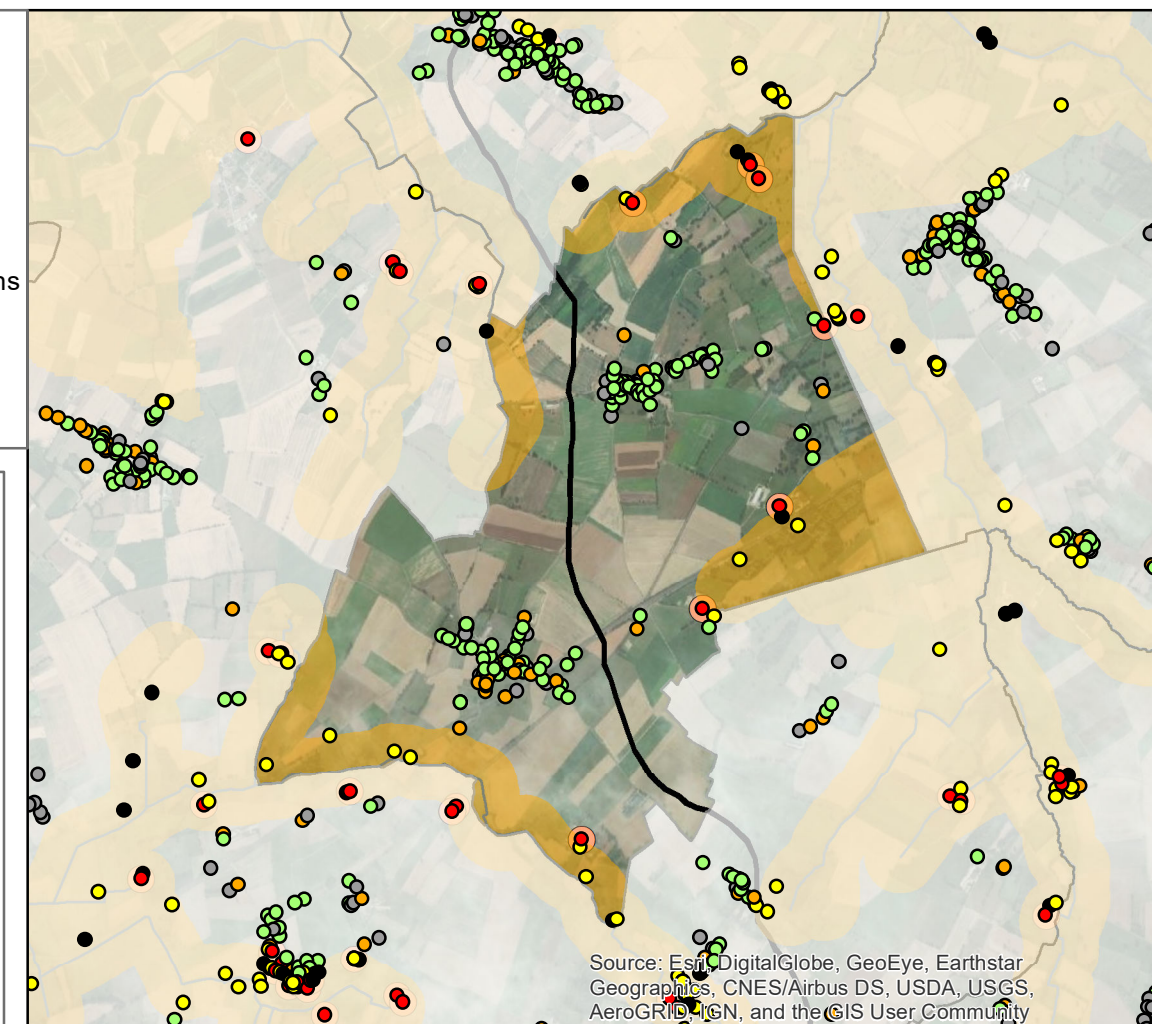 ns
Source: Esri, DigitalGlobe, GeoEye, Earthstar
Geographics, CNES/Airbus DS, USDA, USGS,
AeroGRID, IGN, and the GIS User Community